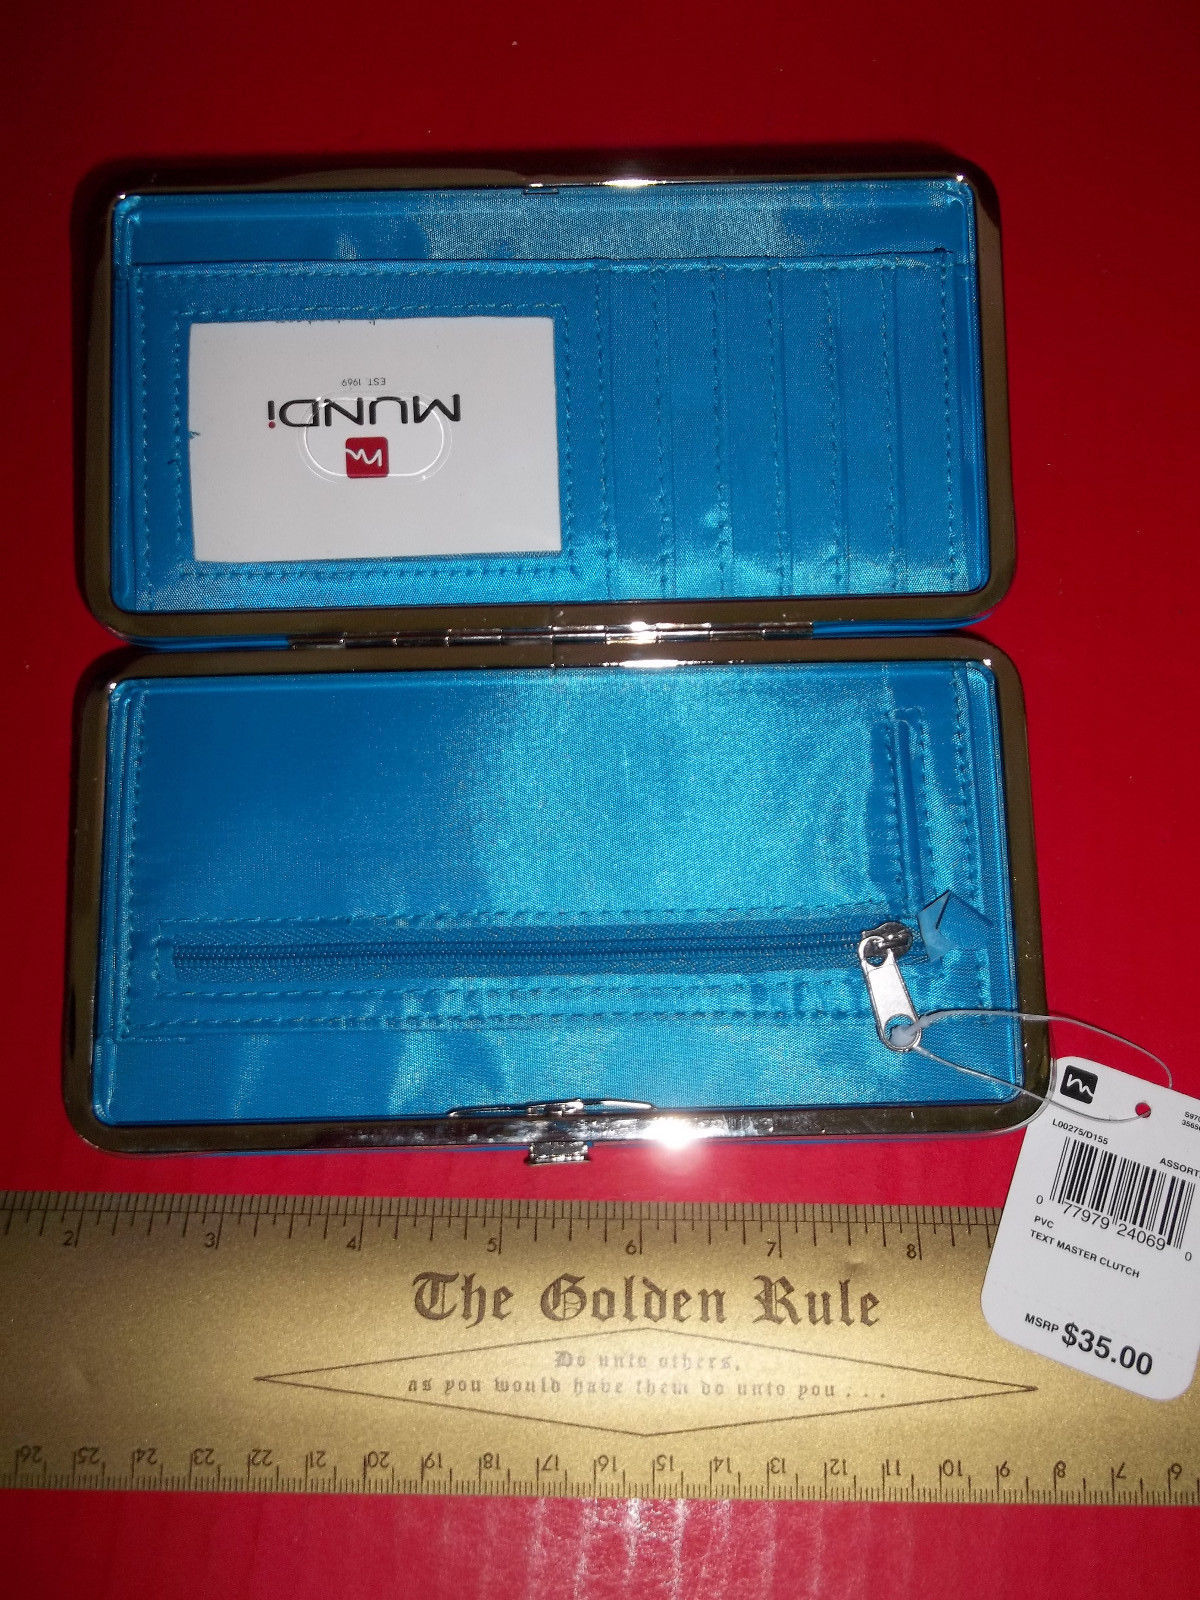 MUNDi
EST. 1969
L00275/D155
0 77979 24069 0
PVC
TEXT MASTER CLUTCH
MSRP $35.00
2 3 4 5 6 7 8
The Golden Rule
Do unto others,
as you would have them do unto you . . .
26 25 24 23 22 21 20 19 18 17 16 15 14 13 12 11 10 9 8 7 6